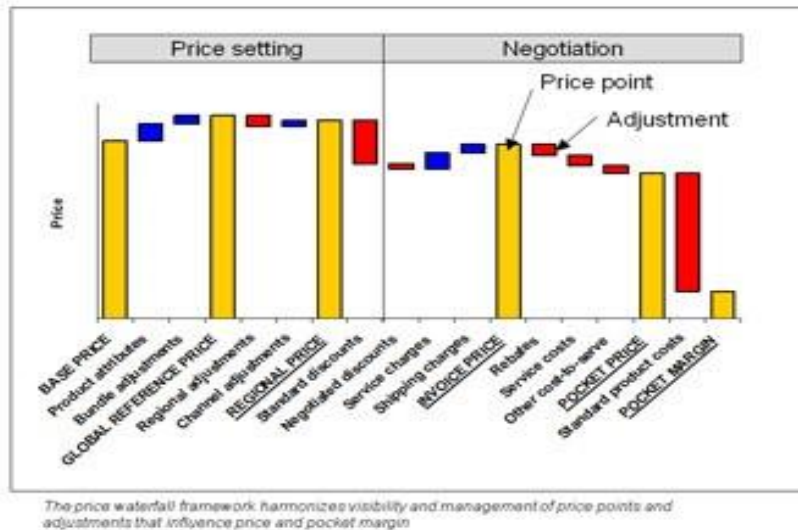 Price setting
Negotiation
Price point
Adjustment
Price
BASE PRICE
Product attributes
Bundle adjustments
GLOBAL REFERENCE PRICE
Regional adjustments
Channel adjustments
REGIONAL PRICE
Standard discounts
Negotiated discounts
Service charges
Shipping charges
INVOICE PRICE
Rebates
Service costs
Other cost-to-serve
POCKET PRICE
Standard product costs
POCKET MARGIN
The price waterfall framework harmonizes visibility and management of price points and
adjustments that influence price and pocket margin